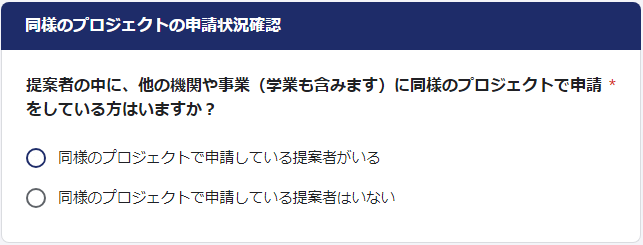 同様のプロジェクトの申請状況確認
提案者の中に、他の機関や事業（学業も含みます）に同様のプロジェクトで申請 *
をしている方はいますか？
同様のプロジェクトで申請している提案者がいる
同様のプロジェクトで申請している提案者はいない